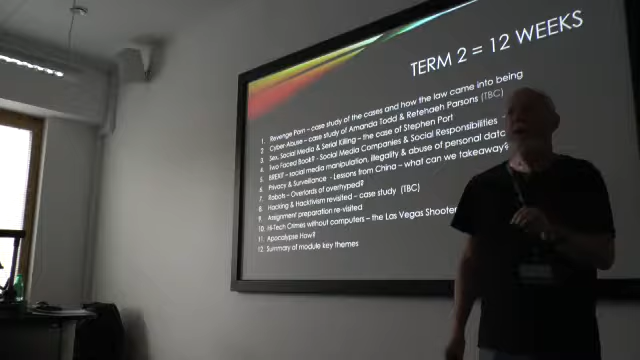 TERM 2 = 12 WEEKS
1. Revenge Porn – case study of the cases and how the law came into being
2. Cyber-Abuse – case study of Amanda Todd & Retehaeh Parsons (TBC)
3. Sex, Social Media & Serial Killing – the case of Stephen Port
4. Two Faced Book!! - Social Media Companies & Social Responsibilities -
5. BREXIT – social media manipulation, illegality & abuse of personal data
6. Privacy & Surveillance - Lessons from China – what can we takeaway?
7. Robots – Overlords of overhyped?
8. Hacking & Hacktivism revisited – case study (TBC)
9. Assignment preparation re-visited
10. Hi-Tech Crimes without computers – the Las Vegas Shooter
11. Apocalypse How?
12. Summary of module key themes